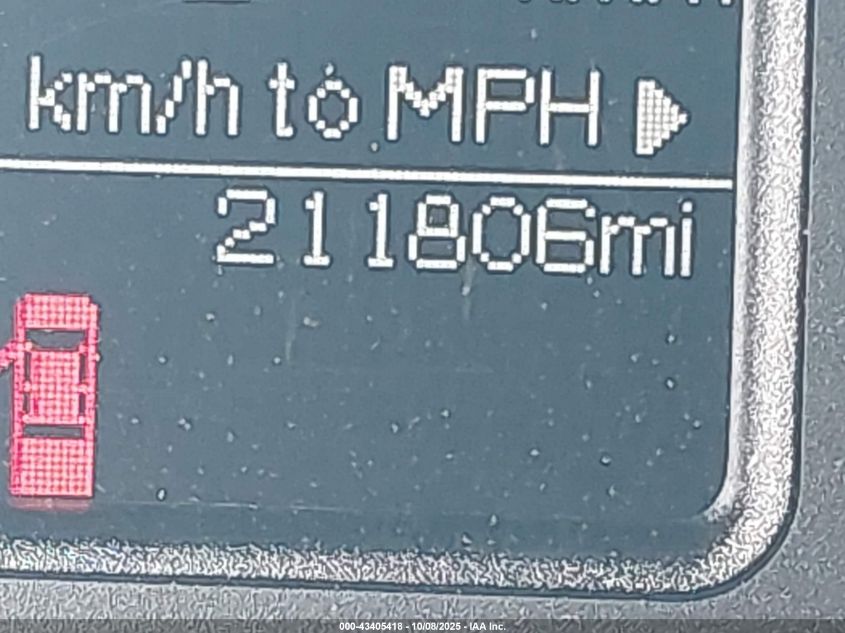 km/h to MPH
211806mi
000-43405418 - 10/08/2025 - IAA Inc.